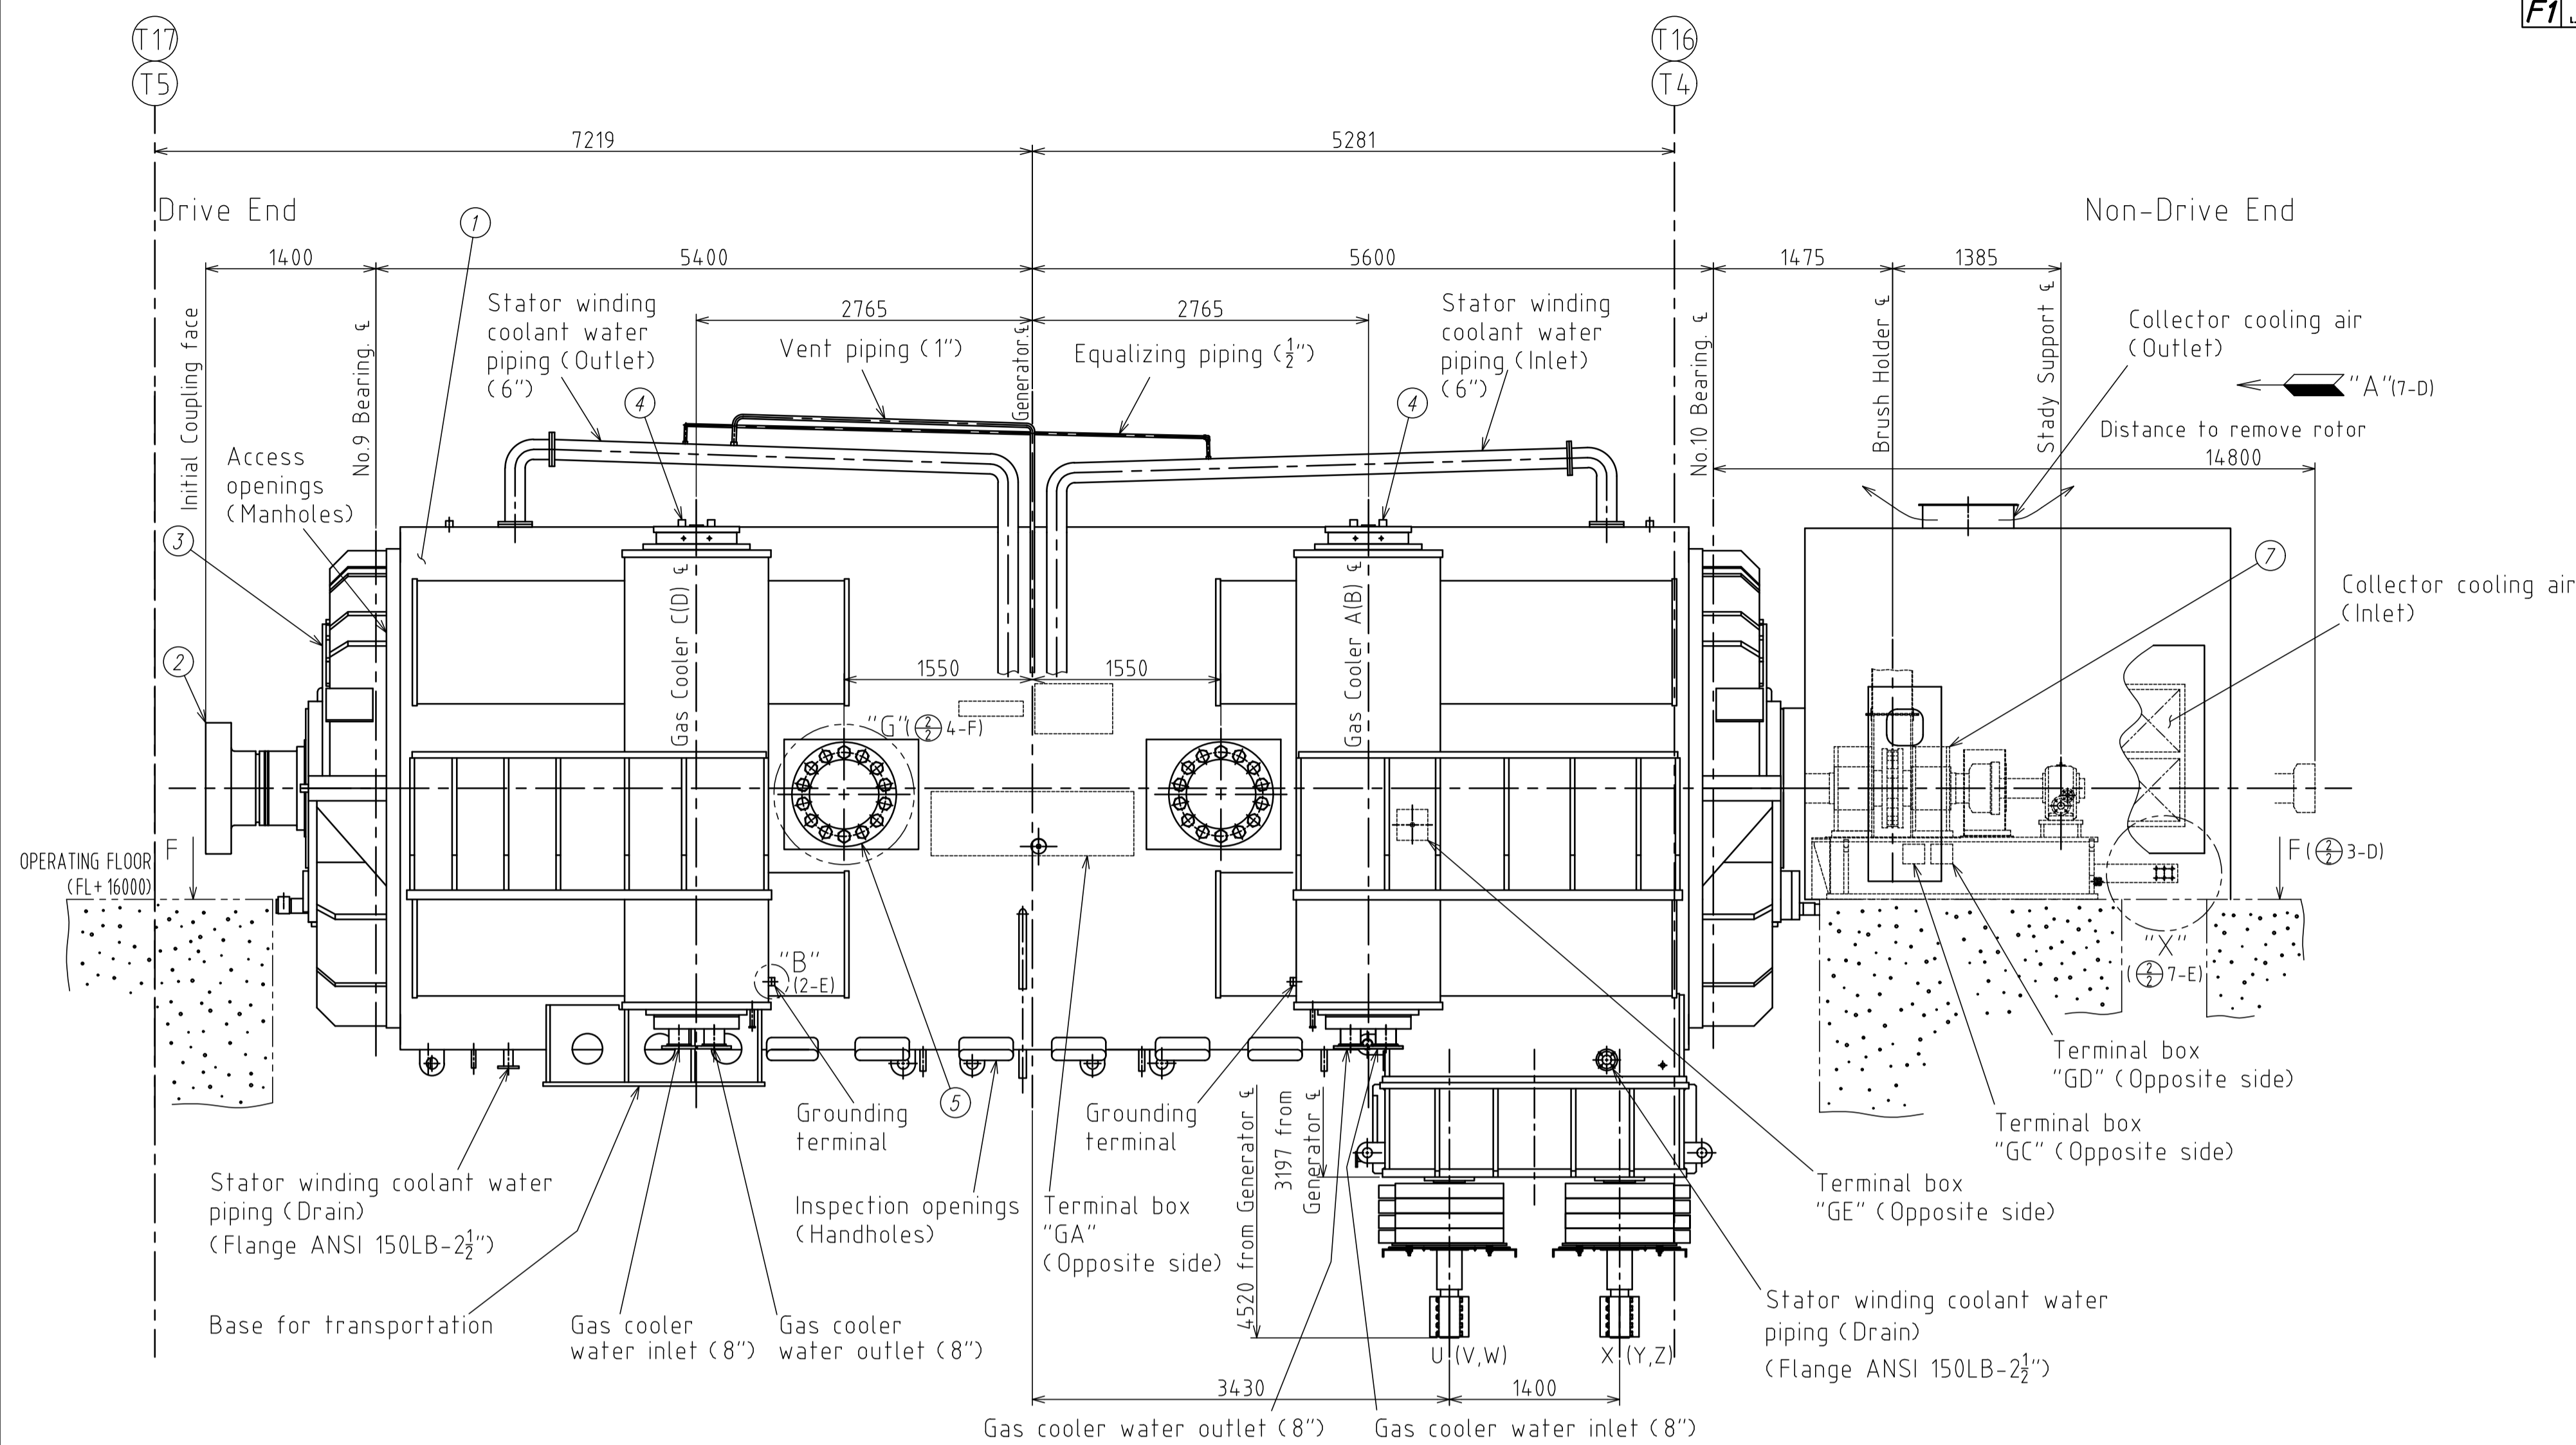 F1
T17
T16
T5
T4
7219
5281
Drive End
Non-Drive End
1
1400
5400
5600
1475
1385
Initial Coupling face
No.9 Bearing. ℄
Stator winding
coolant water
piping (Outlet)
(6")
2765
2765
Vent piping (1")
Generator.℄
Equalizing piping (½")
Stator winding
coolant water
piping (Inlet)
(6")
No.10 Bearing. ℄
Brush Holder ℄
Stady Support ℄
Collector cooling air
(Outlet)
"A"(7-D)
4
4
Distance to remove rotor
14800
Access
openings
(Manholes)
3
2
7
Collector cooling air
(Inlet)
Gas Cooler C(D) ℄
Gas Cooler A(B) ℄
1550
1550
"G"(2/2 4-F)
OPERATING FLOOR
(FL+16000)
F
F(2/2 3-D)
"B"
(2-E)
"X"
(2/2 7-E)
5
Grounding
terminal
Grounding
terminal
Terminal box
"GD" (Opposite side)
Terminal box
"GC" (Opposite side)
Terminal box
"GE" (Opposite side)
Stator winding coolant water
piping (Drain)
(Flange ANSI 150LB-2½")
Inspection openings
(Handholes)
Terminal box
"GA"
(Opposite side)
4520 from Generator ℄
3197 from
Generator ℄
Base for transportation
Gas cooler
water inlet (8")
Gas cooler
water outlet (8")
Stator winding coolant water
piping (Drain)
(Flange ANSI 150LB-2½")
U (V,W)
X (Y,Z)
3430
1400
Gas cooler water outlet (8")
Gas cooler water inlet (8")